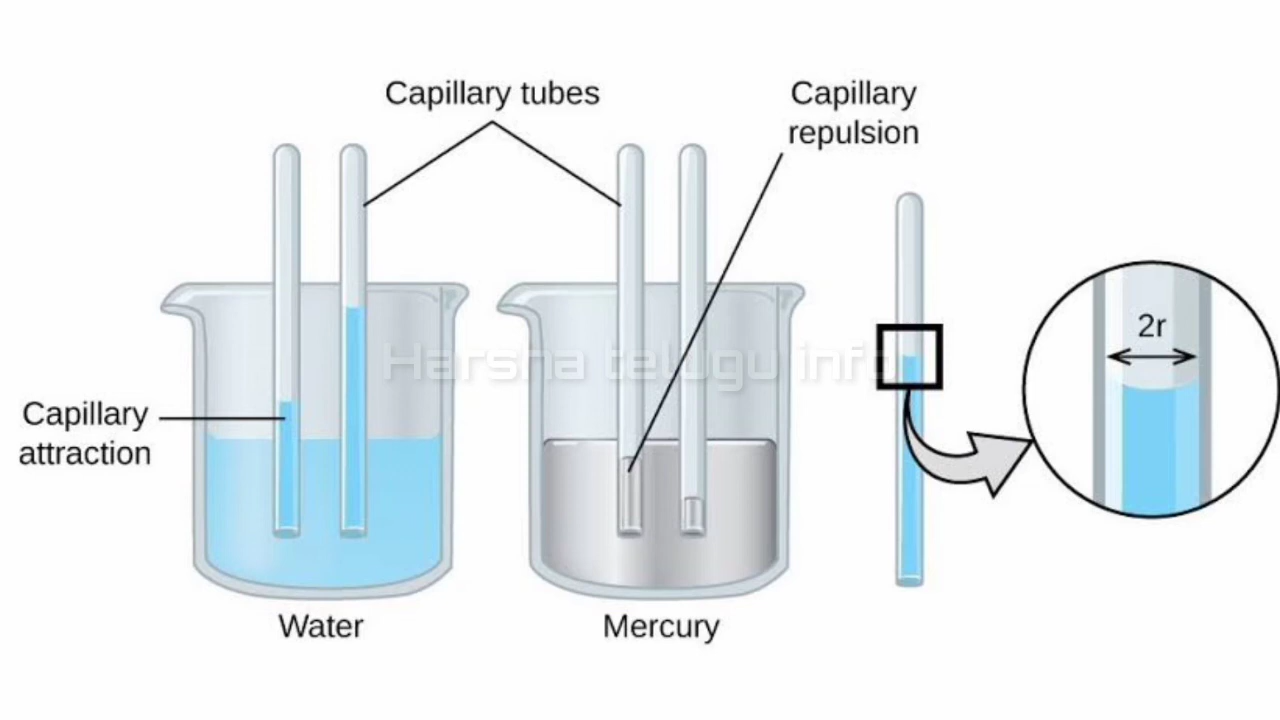 Capillary tubes
Capillary
repulsion
2r
Harsha telugu info
Capillary
attraction
Water
Mercury